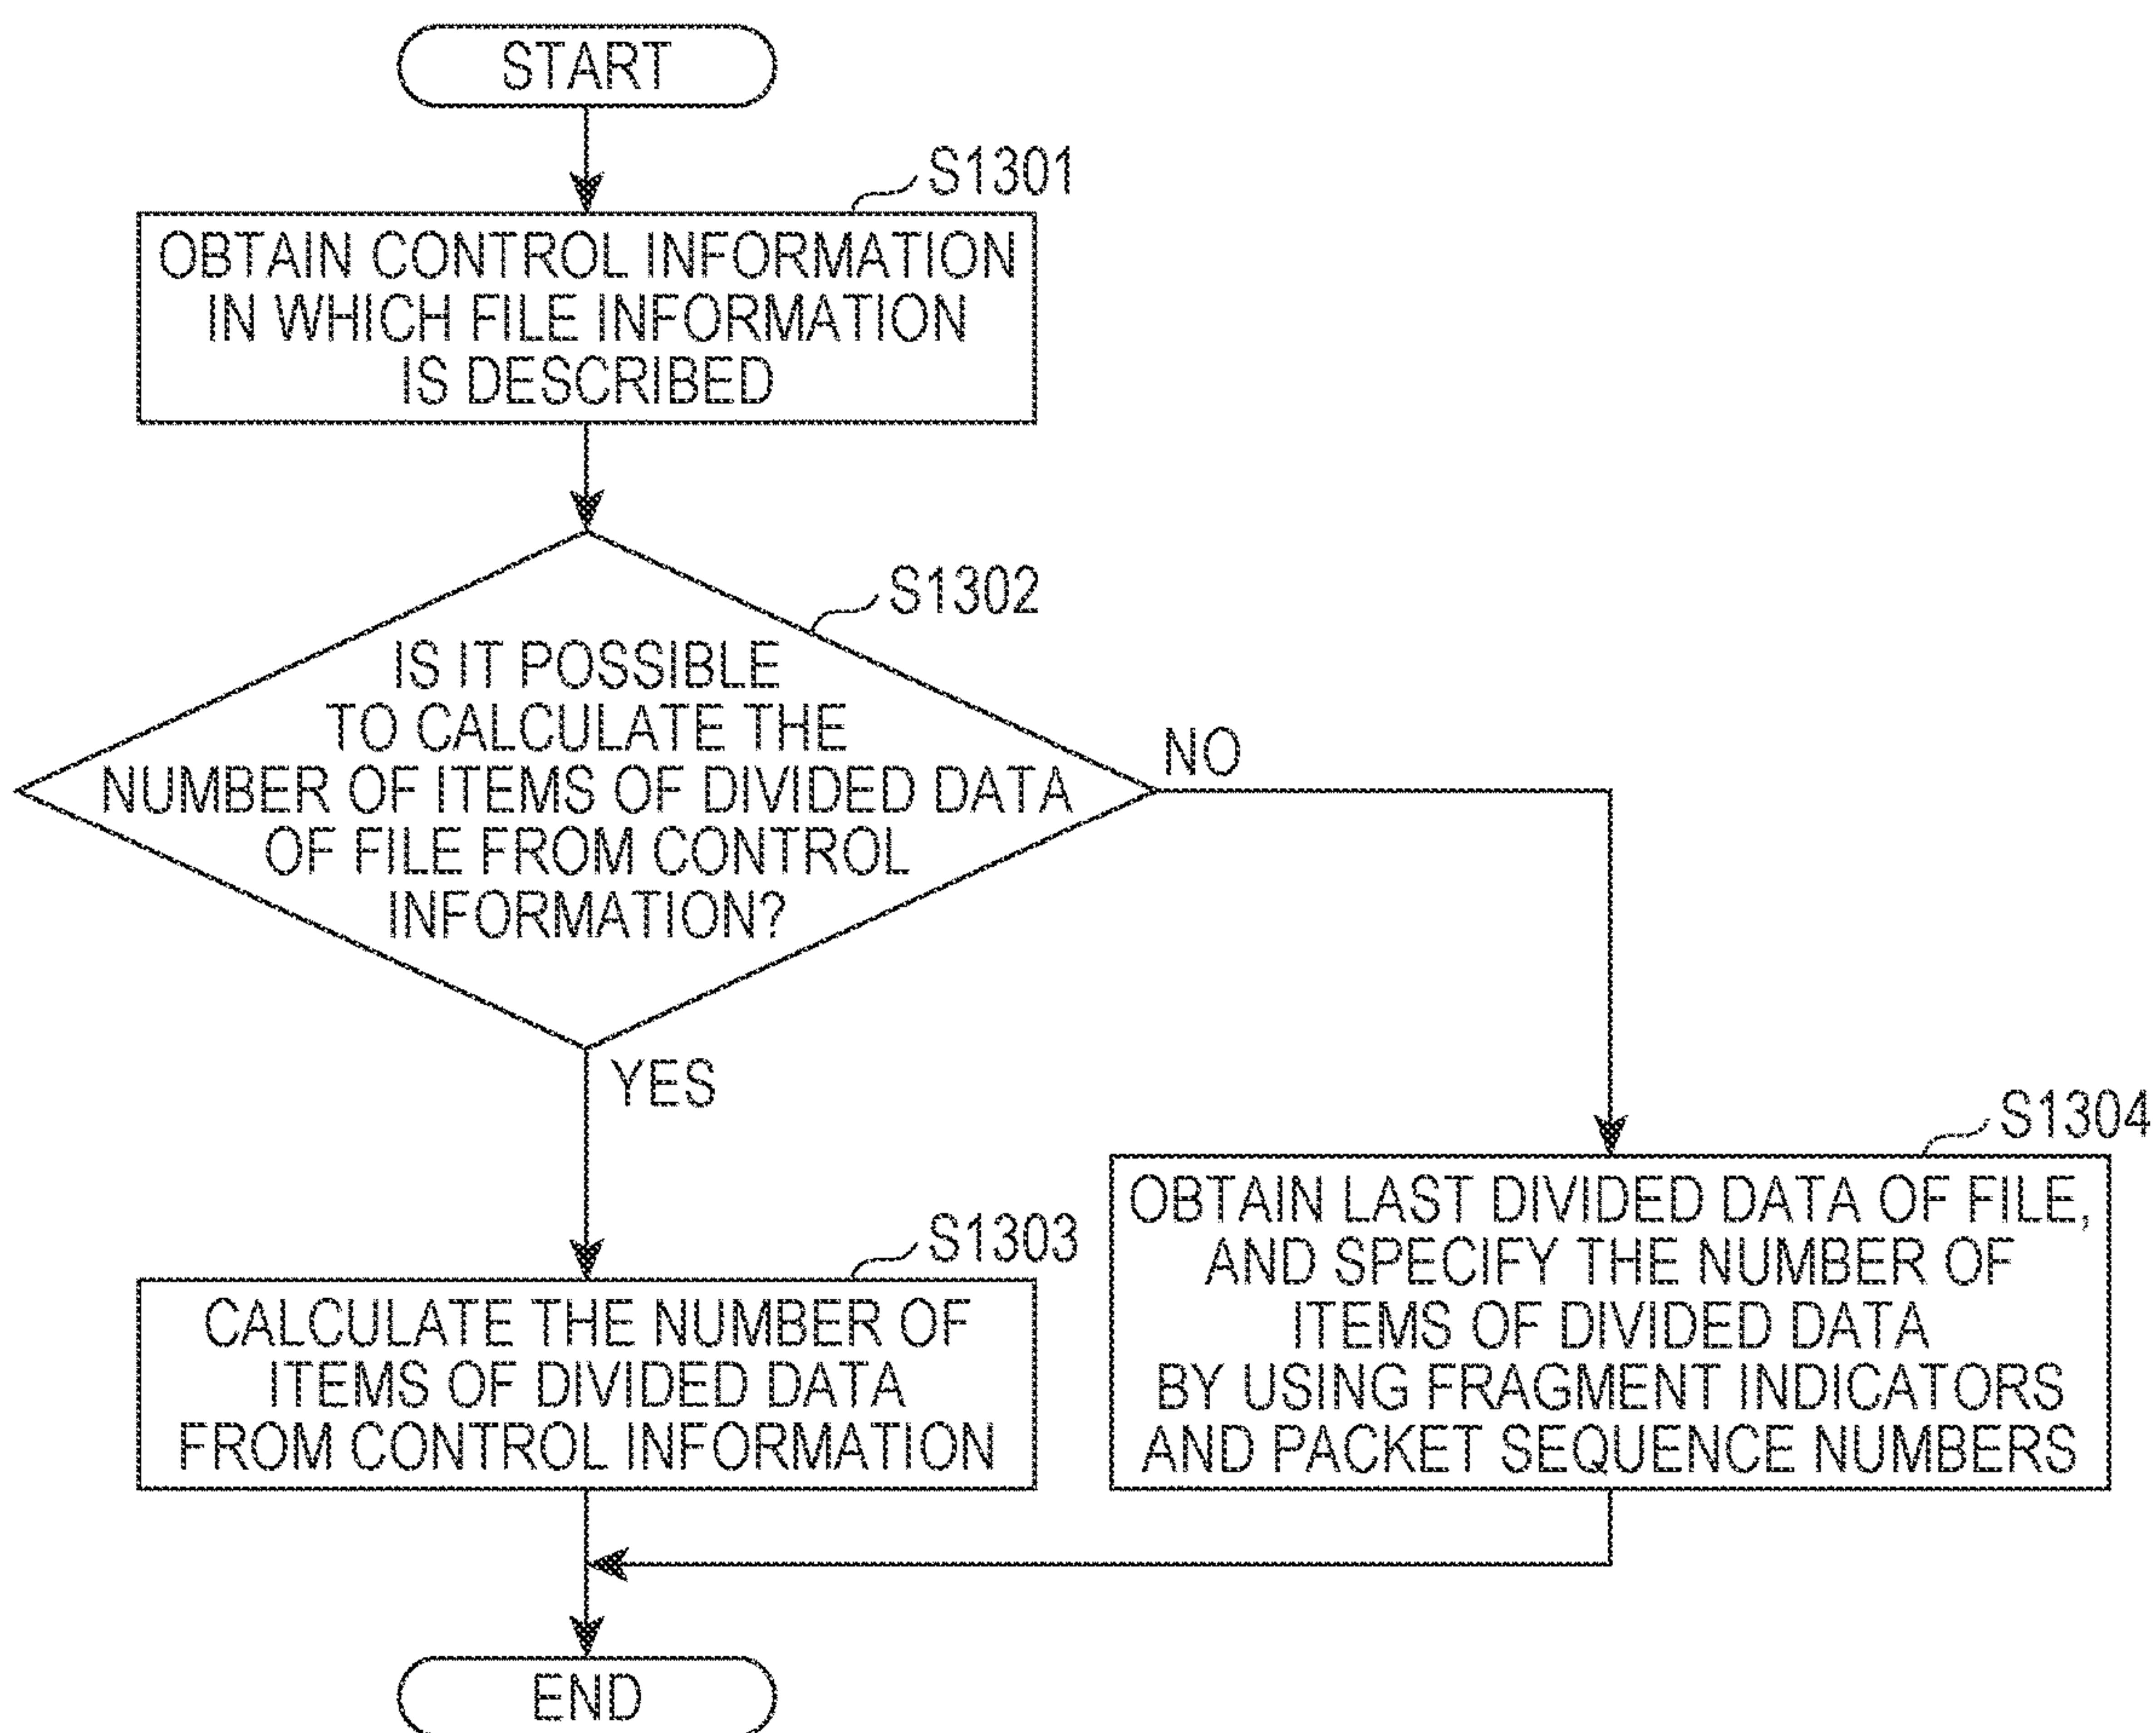 START
S1301
OBTAIN CONTROL INFORMATION
IN WHICH FILE INFORMATION
IS DESCRIBED
S1302
IS IT POSSIBLE
TO CALCULATE THE
NUMBER OF ITEMS OF DIVIDED DATA
OF FILE FROM CONTROL
INFORMATION?
NO
YES
S1303
CALCULATE THE NUMBER OF
ITEMS OF DIVIDED DATA
FROM CONTROL INFORMATION
S1304
OBTAIN LAST DIVIDED DATA OF FILE,
AND SPECIFY THE NUMBER OF
ITEMS OF DIVIDED DATA
BY USING FRAGMENT INDICATORS
AND PACKET SEQUENCE NUMBERS
END